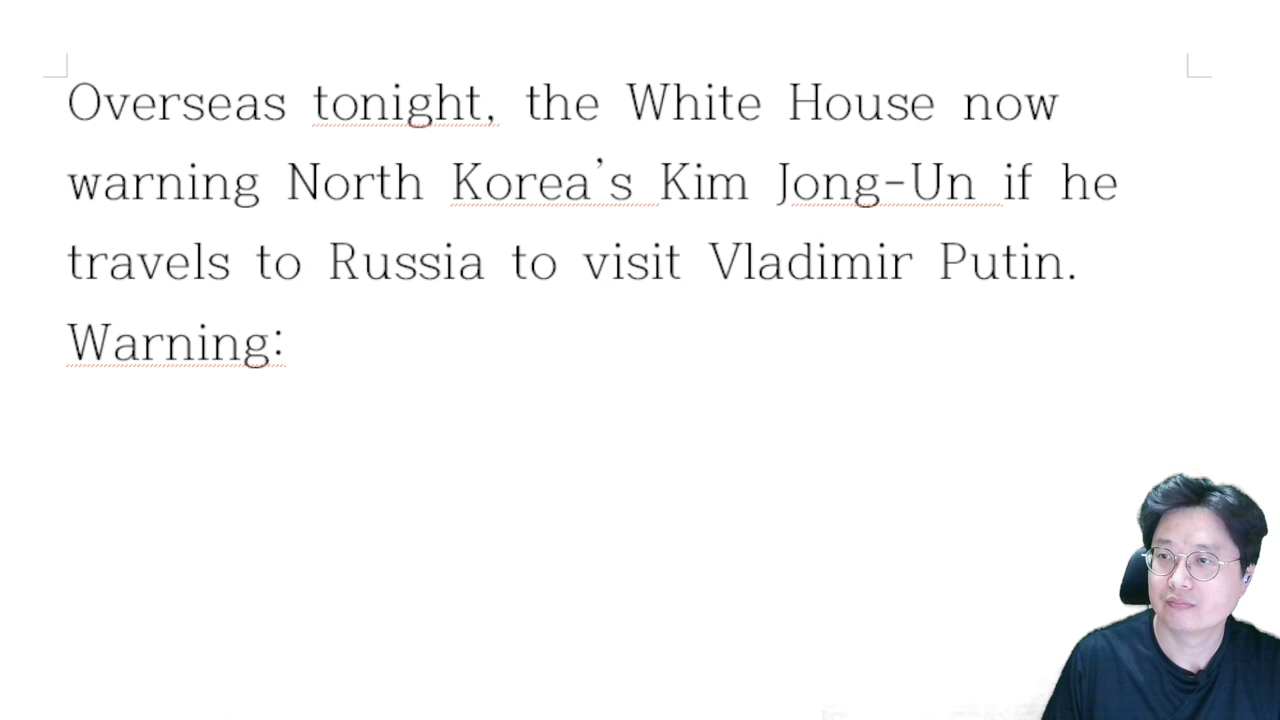 Overseas tonight, the White House now
warning North Korea's Kim Jong-Un if he
travels to Russia to visit Vladimir Putin.
Warning: